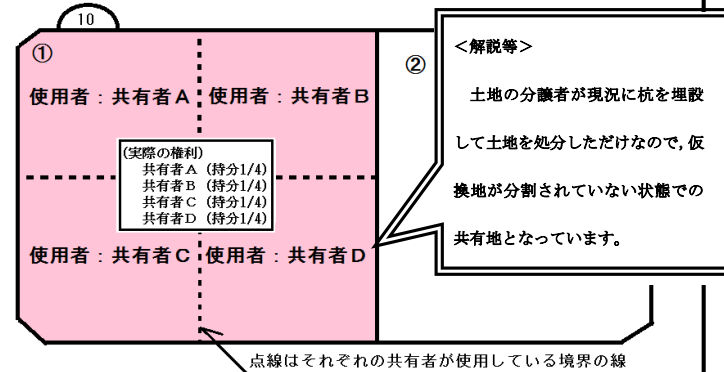 10
①
使用者：共有者A
使用者：共有者B
(実際の権利)
共有者A (持分1/4)
共有者B (持分1/4)
共有者C (持分1/4)
共有者D (持分1/4)
使用者：共有者C
使用者：共有者D
②
＜解説等＞
土地の分譲者が現況に杭を埋設
して土地を処分しただけなので，仮
換地が分割されていない状態での
共有地となっています。
点線はそれぞれの共有者が使用している境界の線